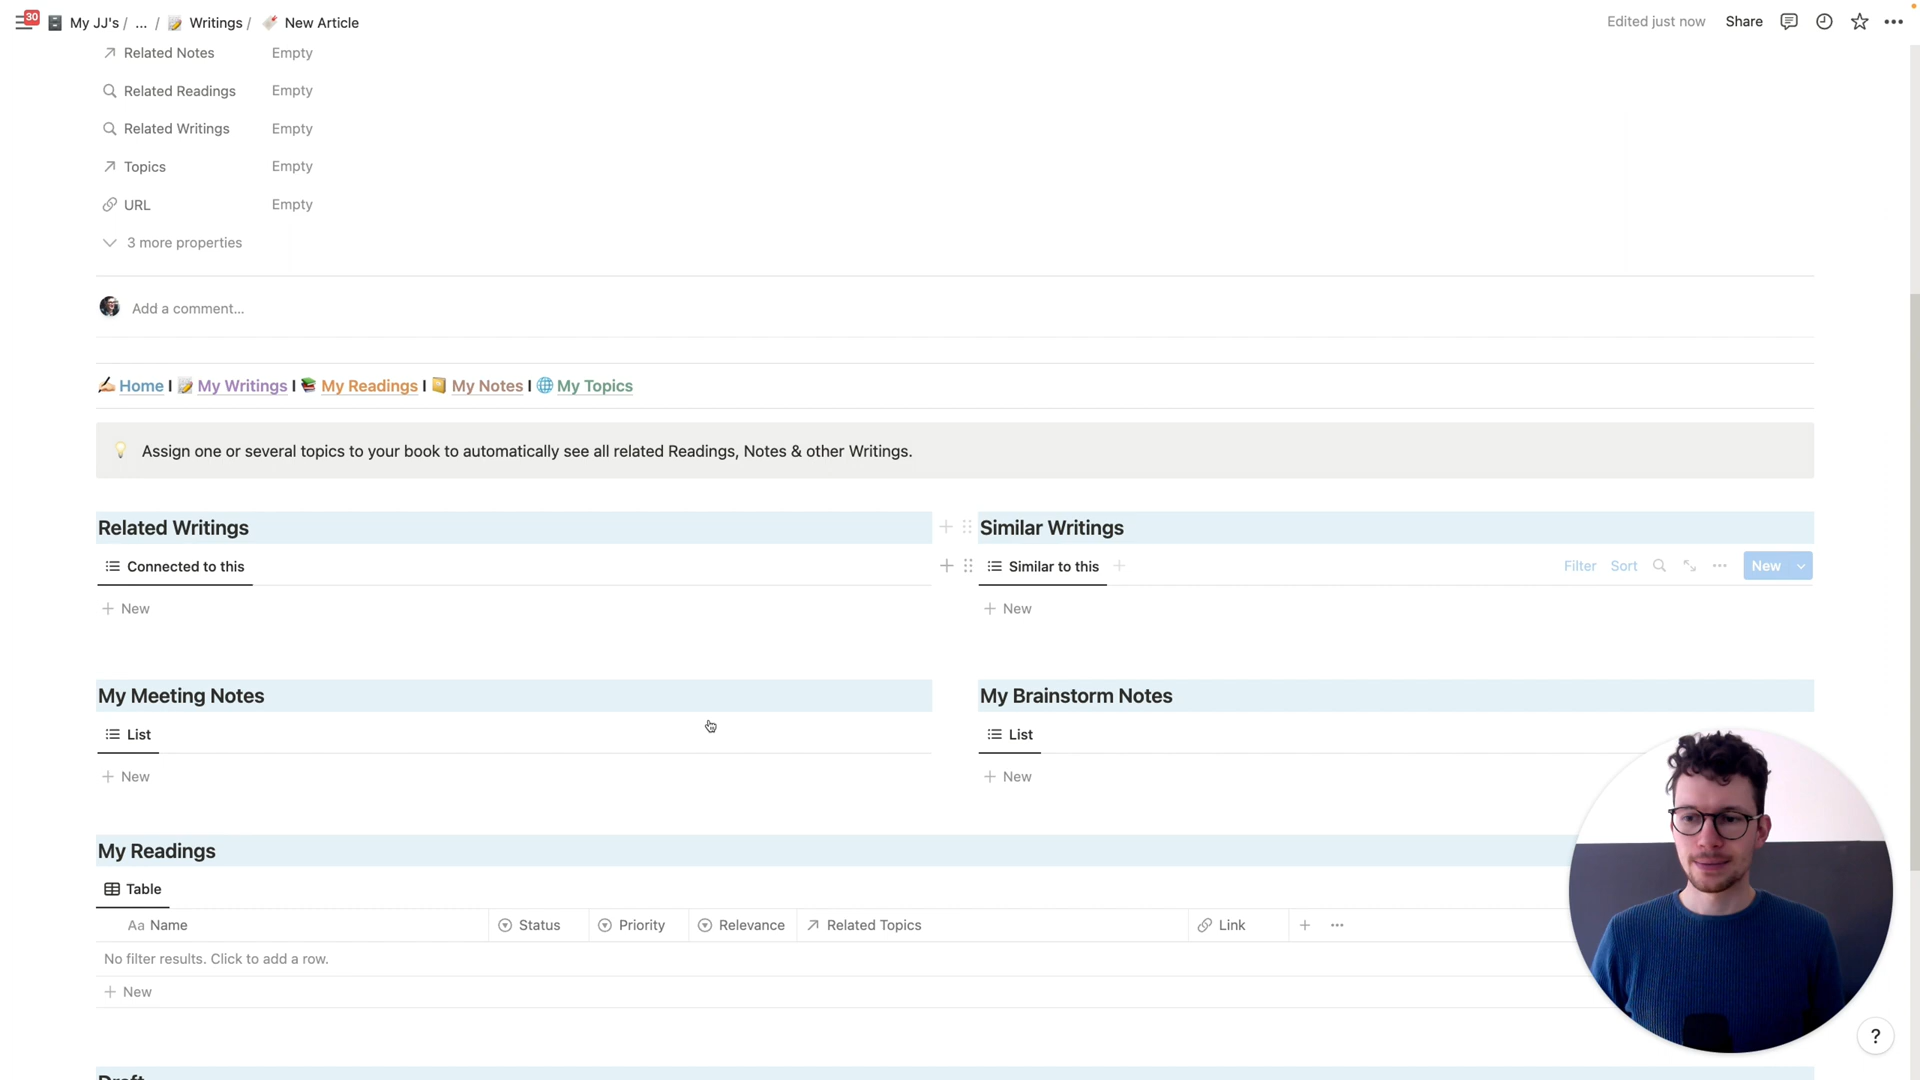 30 My JJ's / ... / Writings / New Article
Edited just now Share
Related Notes Empty
Related Readings Empty
Related Writings Empty
Topics Empty
URL Empty
3 more properties
Add a comment...
Home I My Writings I My Readings I My Notes I My Topics
Assign one or several topics to your book to automatically see all related Readings, Notes & other Writings.
Related Writings
Connected to this
+ New
Similar Writings
Similar to this +
Filter Sort ... New
+ New
My Meeting Notes
List
+ New
My Brainstorm Notes
List
+ New
My Readings
Table
Aa Name Status Priority Relevance Related Topics Link + ...
No filter results. Click to add a row.
+ New
Draft
?